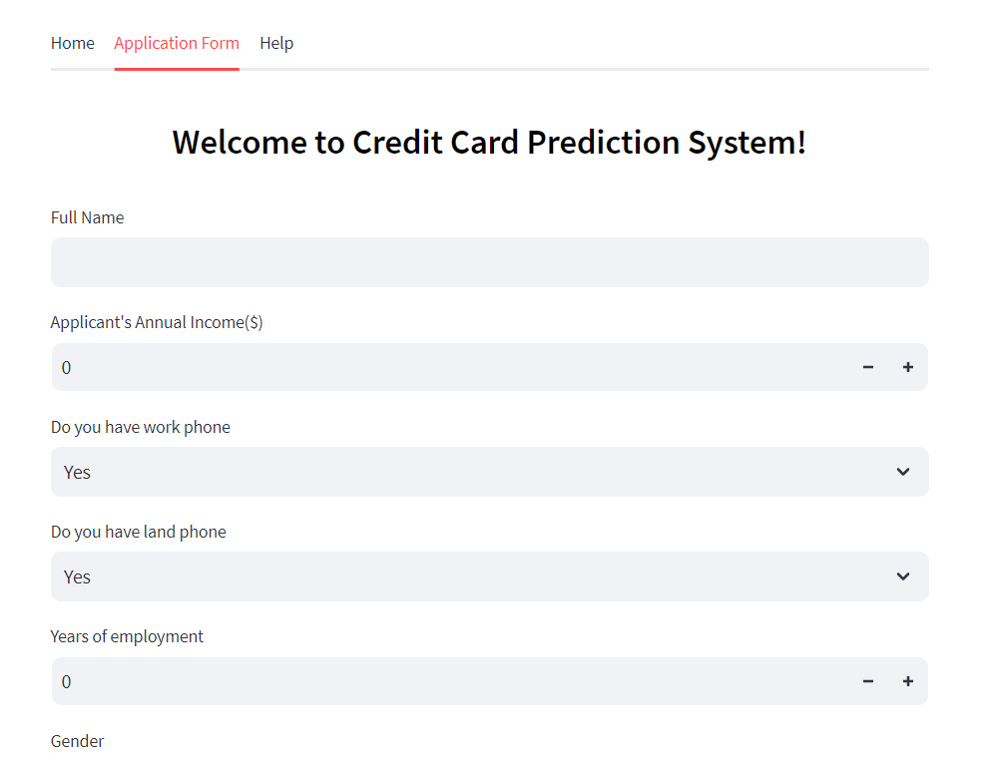 Home Application Form Help
Welcome to Credit Card Prediction System!
Full Name
Applicant's Annual Income($)
0
Do you have work phone
Yes
Do you have land phone
Yes
Years of employment
0
Gender